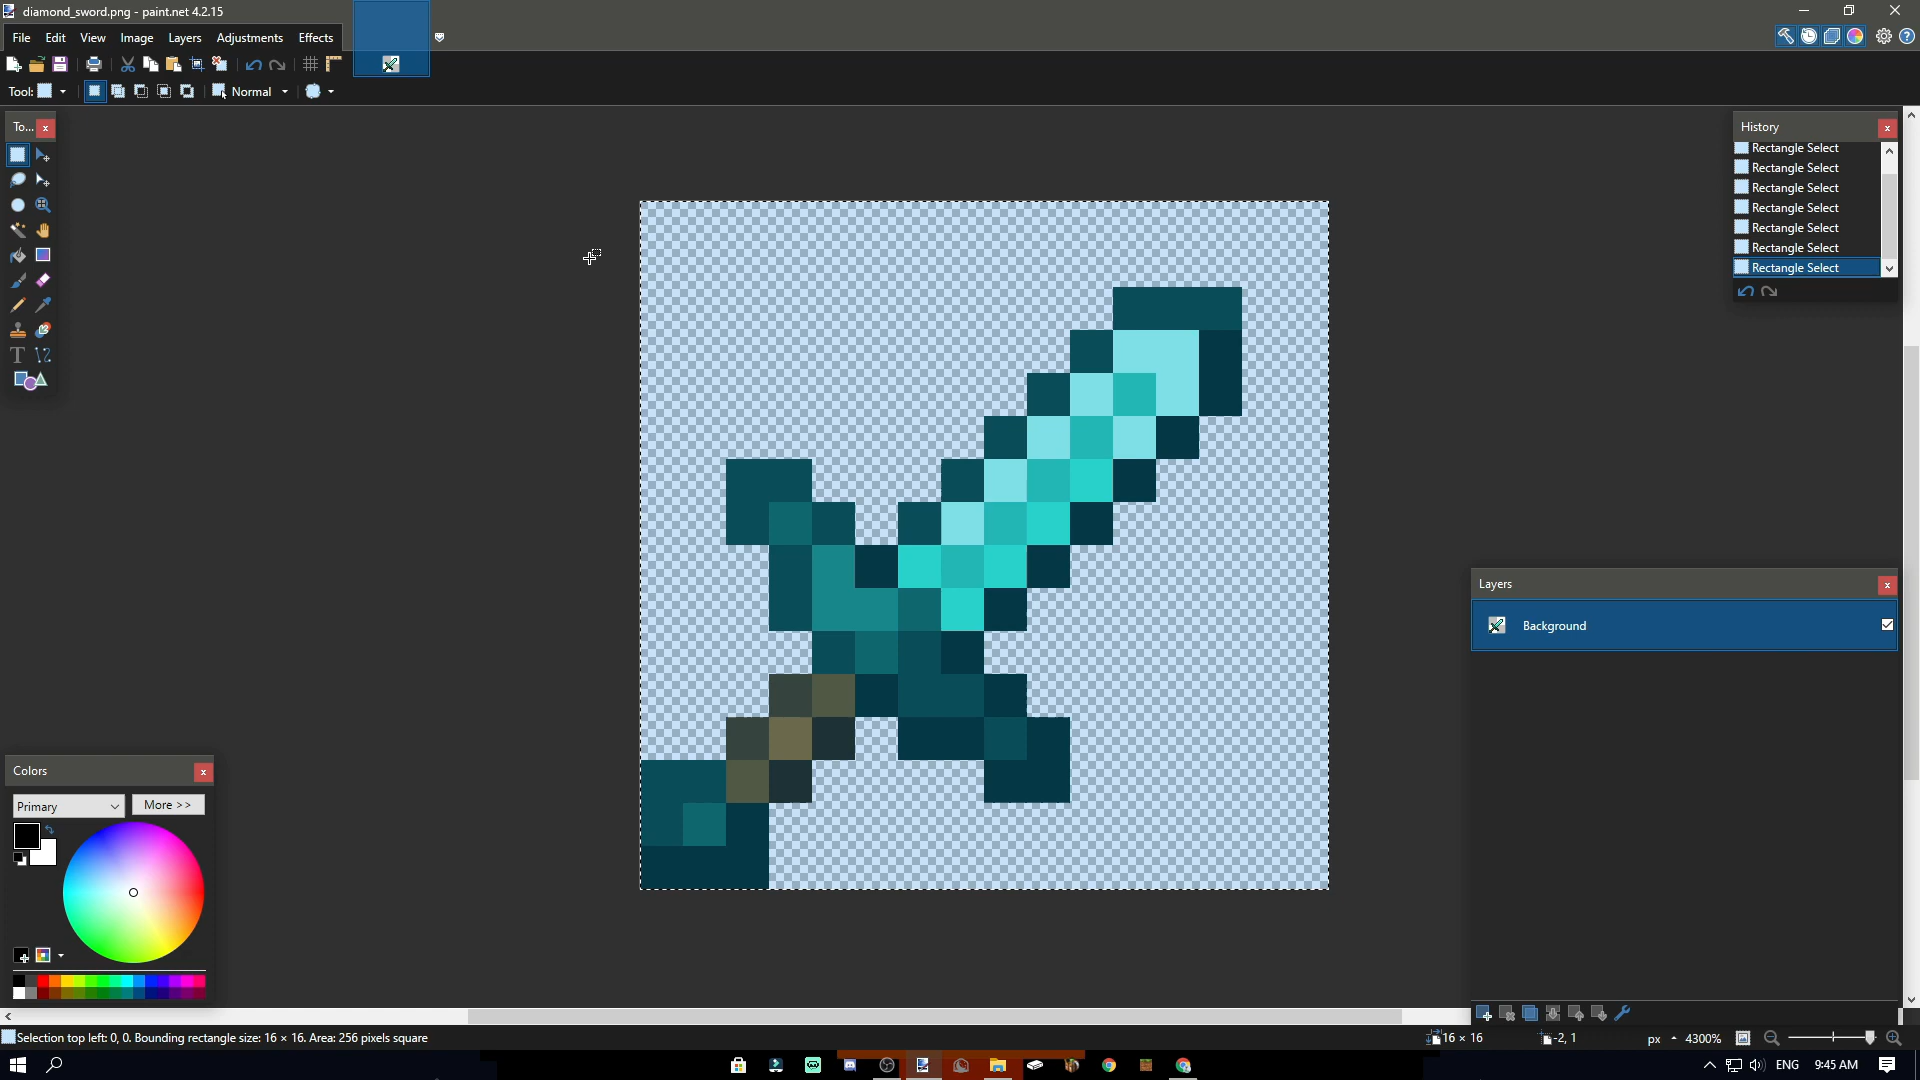 diamond_sword.png - paint.net 4.2.15
File Edit View Image Layers Adjustments Effects
Tool: Normal
To...
History
Rectangle Select
Rectangle Select
Rectangle Select
Rectangle Select
Rectangle Select
Rectangle Select
Rectangle Select
Layers
Background
Colors
Primary
More >>
Selection top left: 0, 0. Bounding rectangle size: 16 × 16. Area: 256 pixels square
16 × 16
-2, 1
px
4300%
ENG
9:45 AM